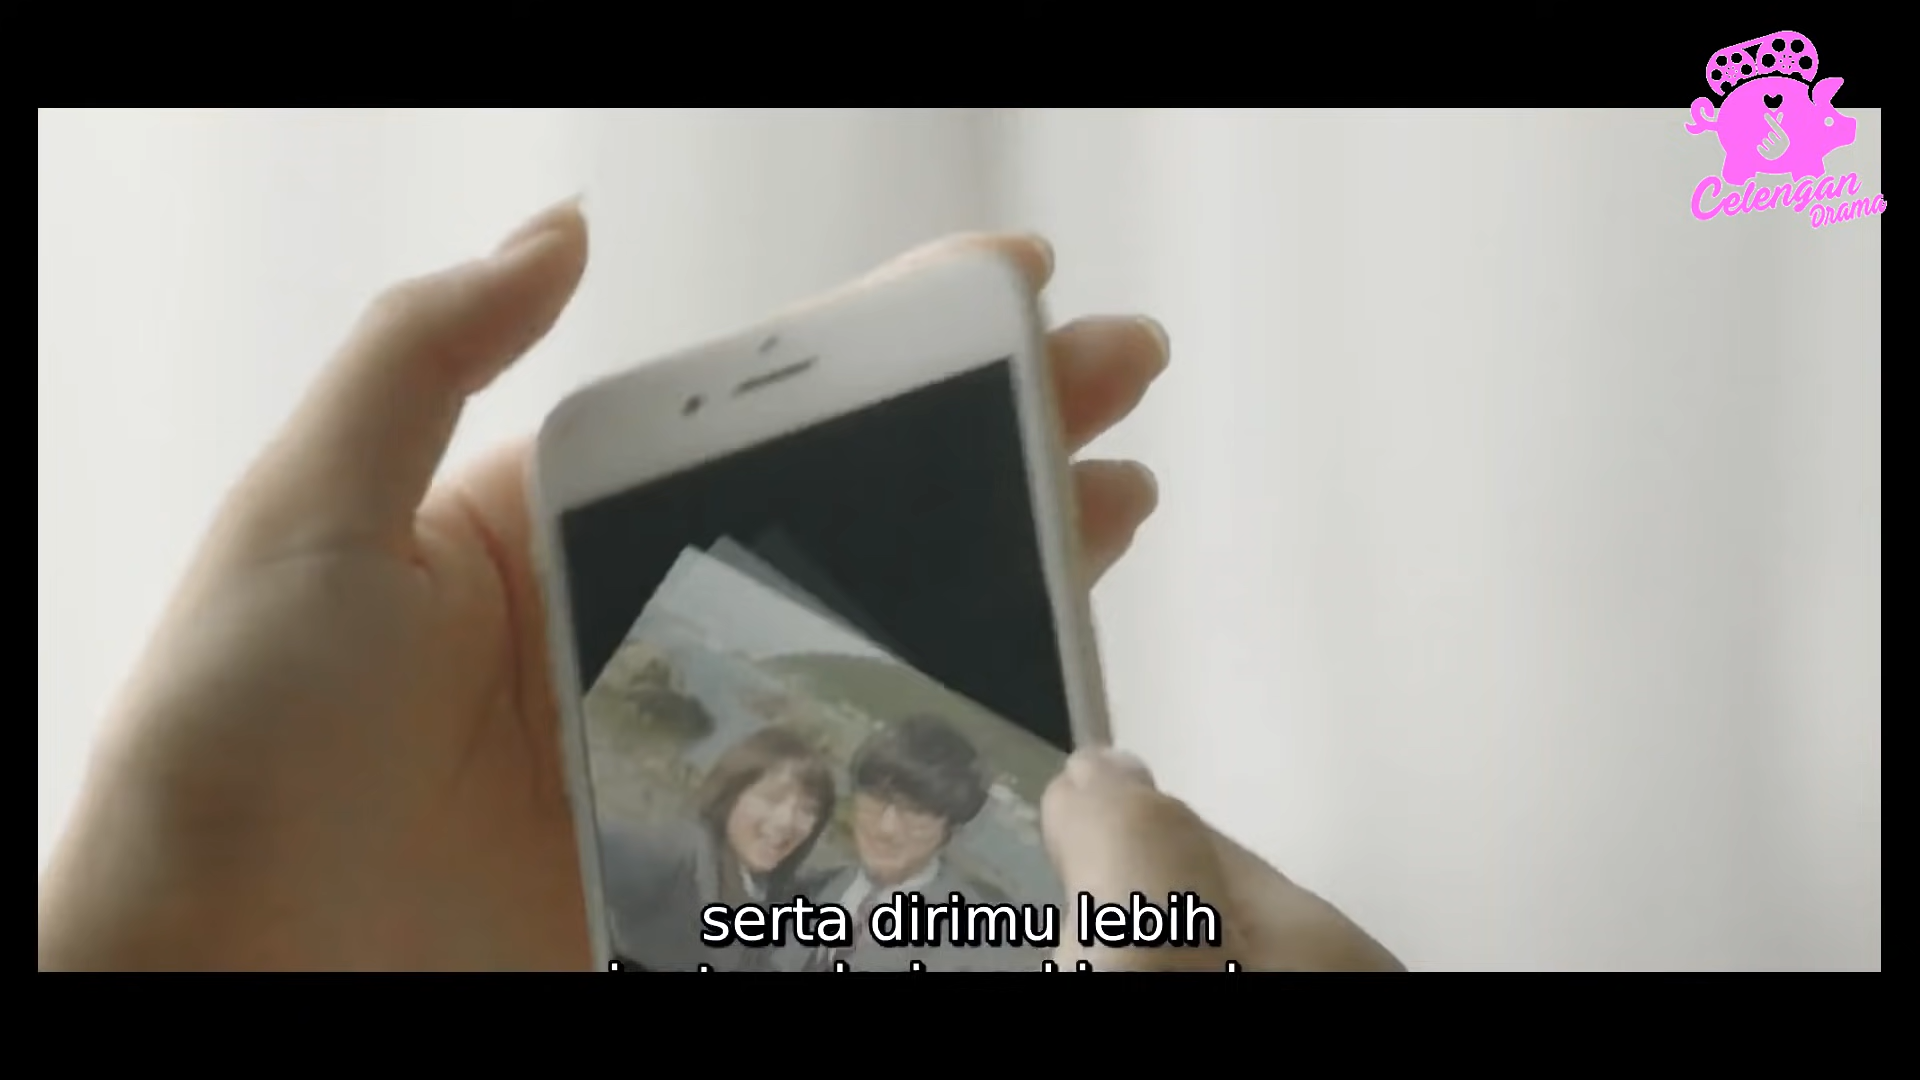 Celengan
Drama
serta dirimu lebih